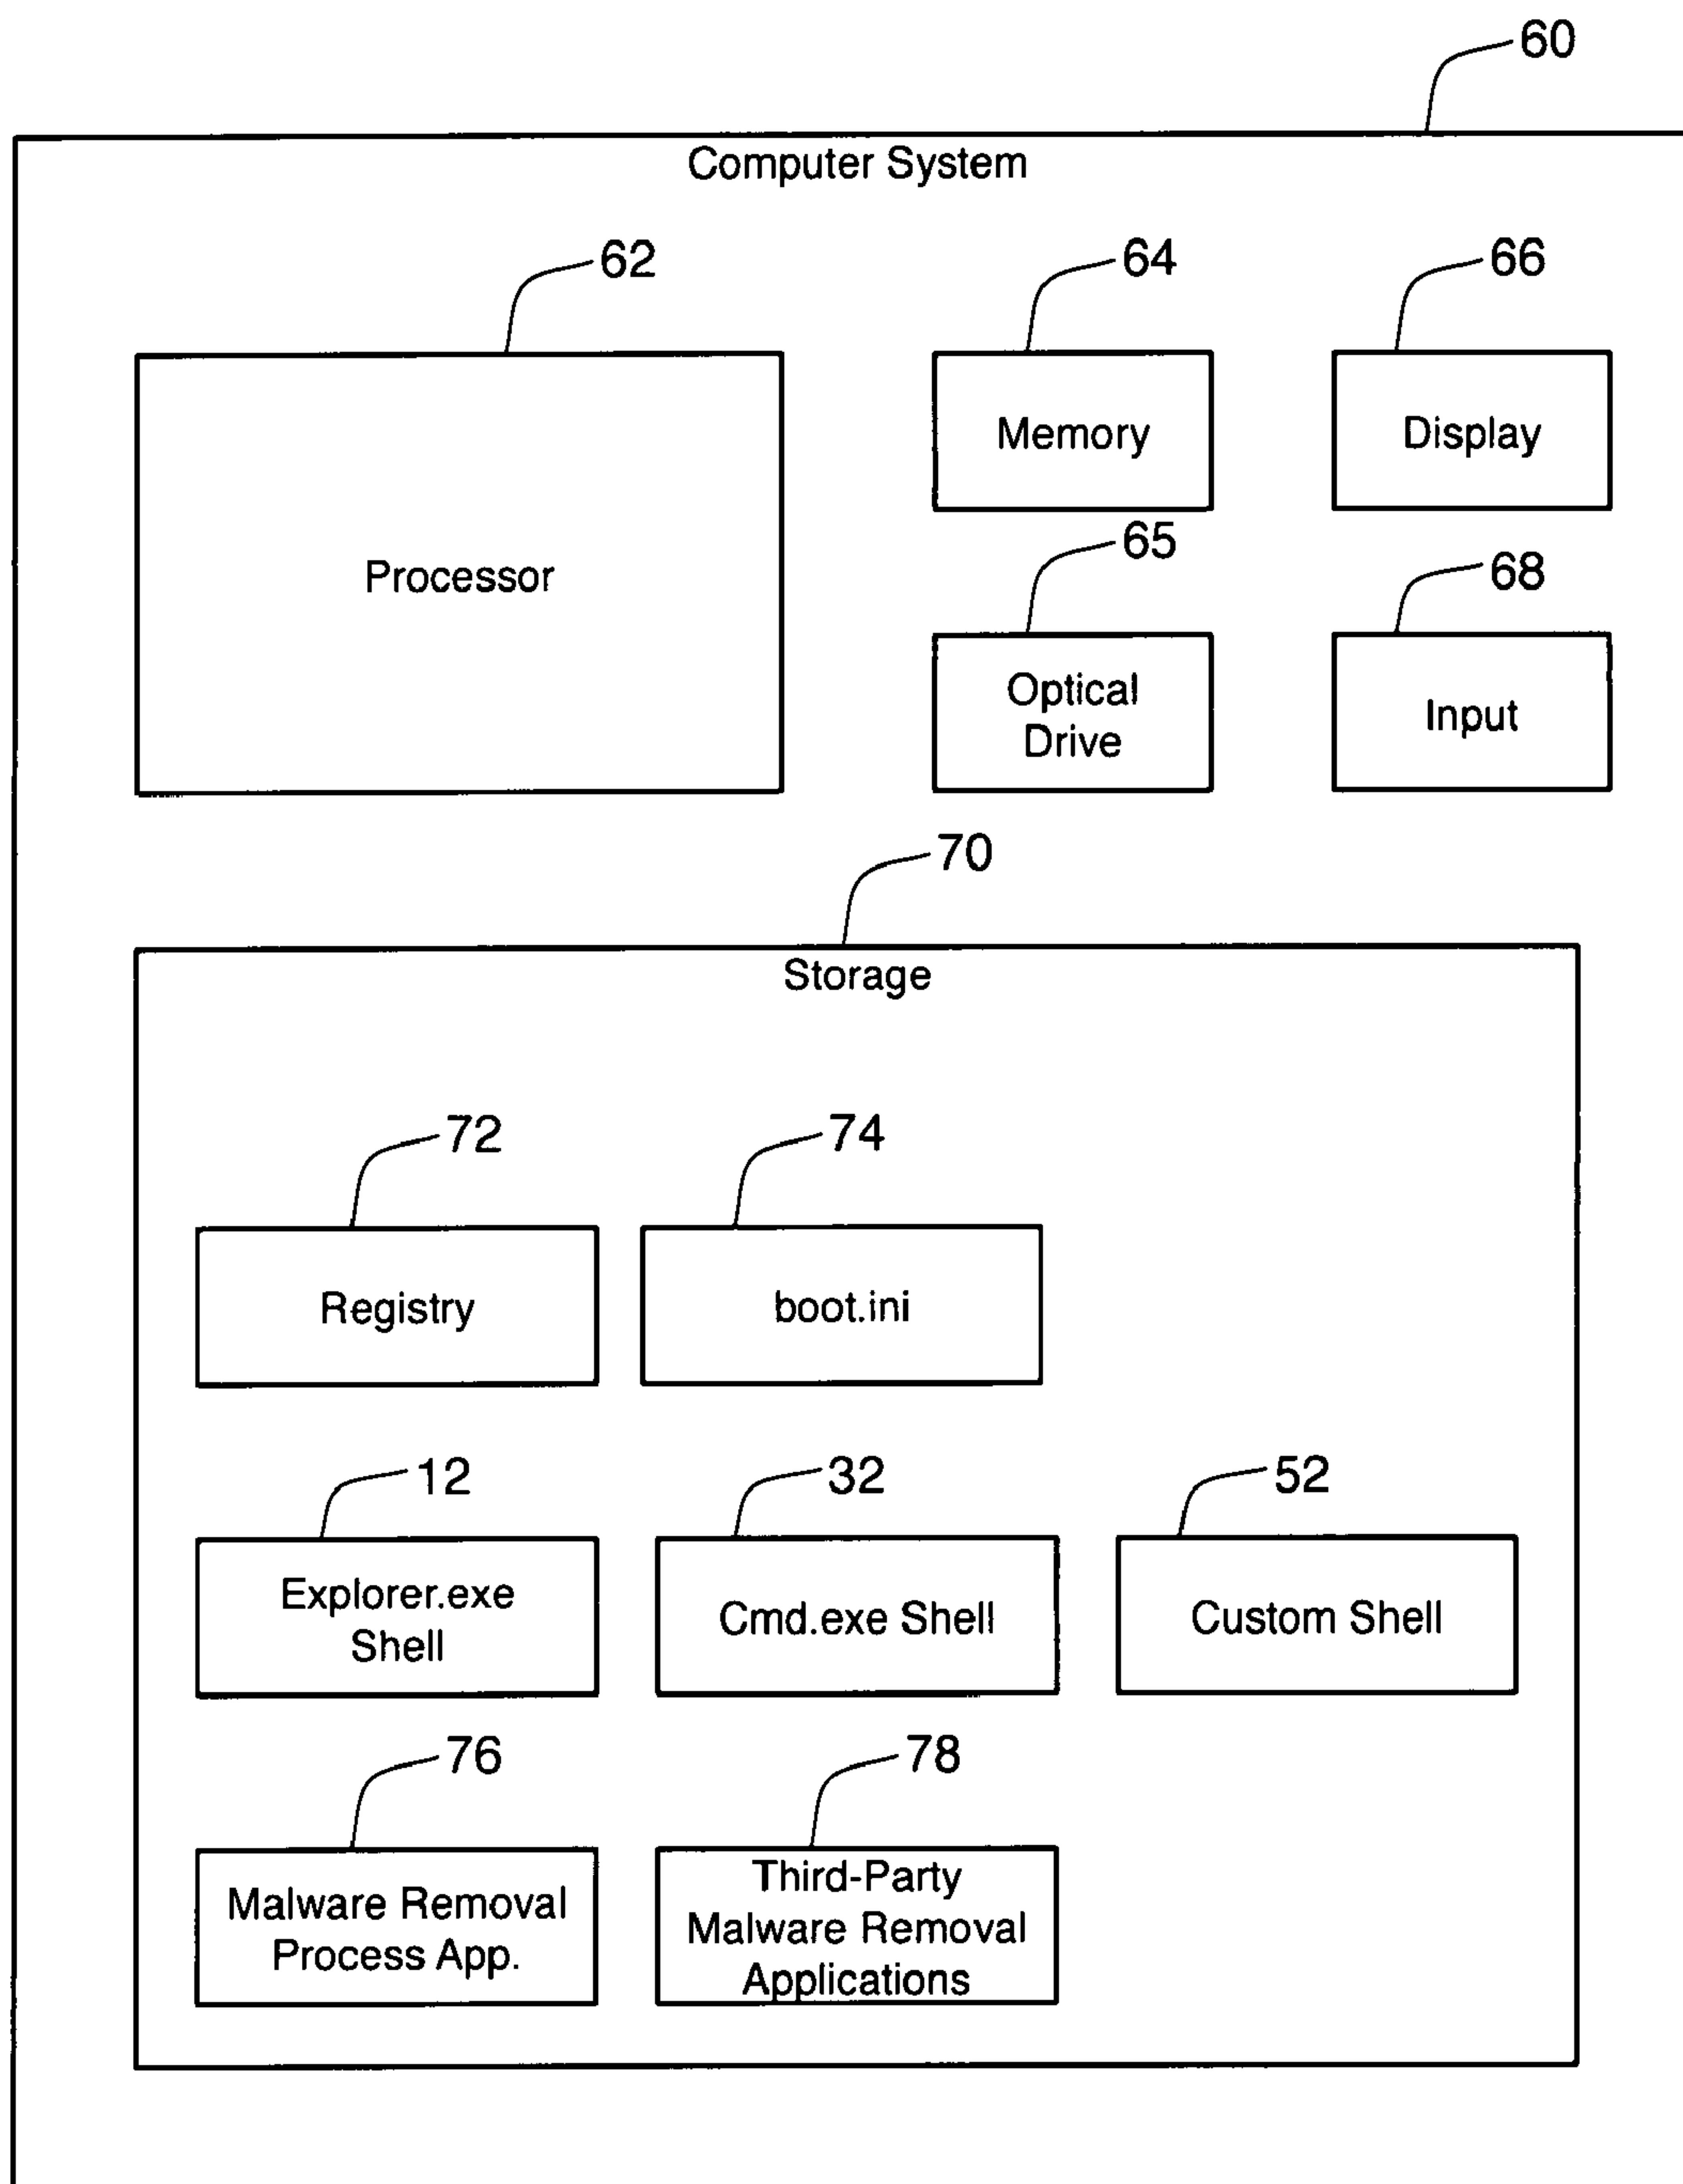 60
Computer System
62
64
66
Processor
Memory
Display
65
68
Optical
Drive
Input
70
Storage
72
74
Registry
boot.ini
12
32
52
Explorer.exe
Shell
Cmd.exe Shell
Custom Shell
76
78
Malware Removal
Process App.
Third-Party
Malware Removal
Applications